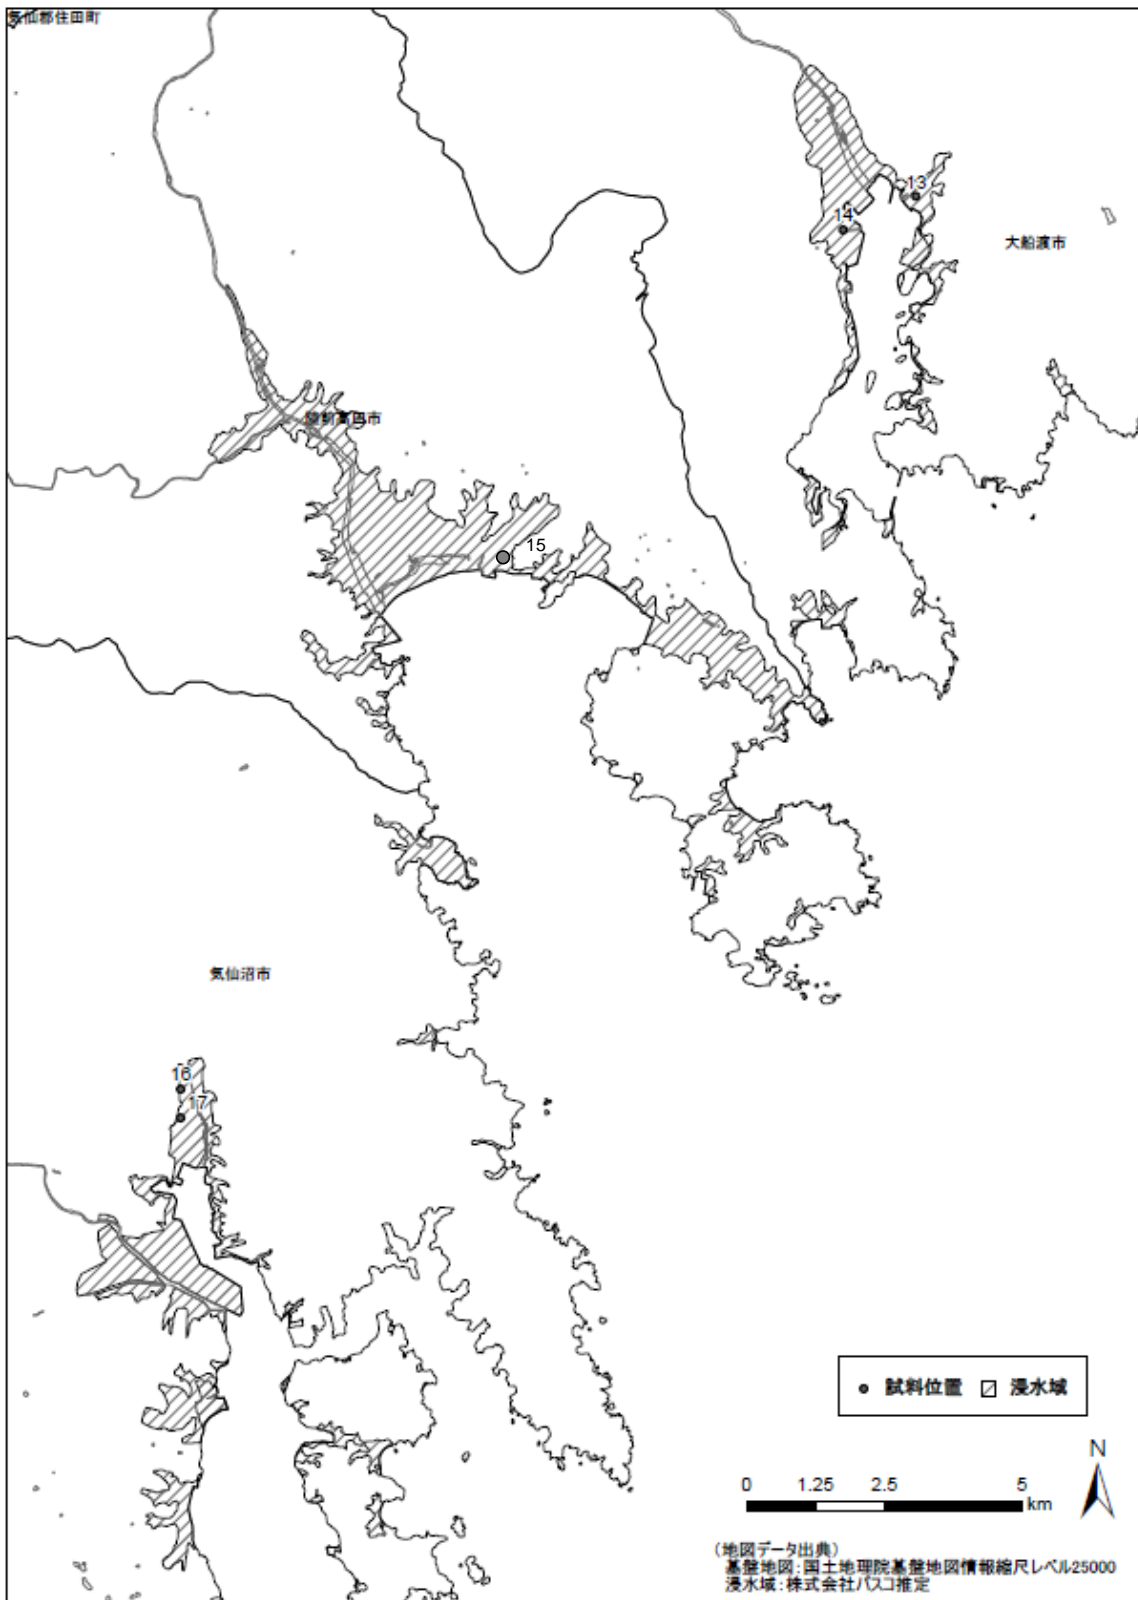 気仙郡住田町
13
14
大船渡市
陸前高田市
15
気仙沼市
16
17
試料位置 浸水域
N
0 1.25 2.5 5
km
(地図データ出典)
基盤地図:国土地理院基盤地図情報縮尺レベル25000
浸水域:株式会社パスコ推定